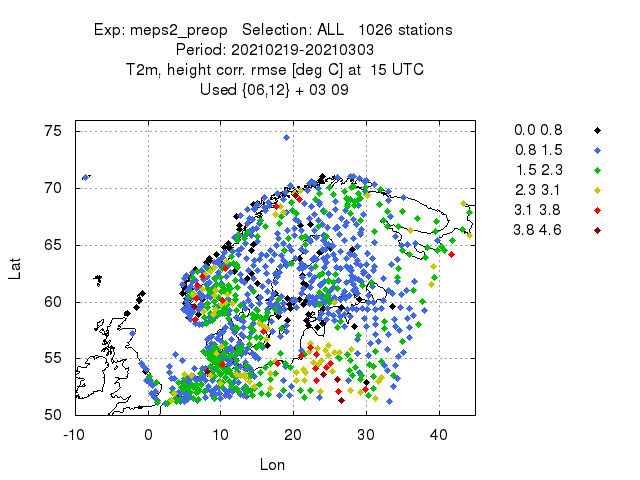 Exp: meps2_preop   Selection: ALL   1026 stations
Period: 20210219-20210303
T2m, height corr. rmse [deg C] at  15 UTC
Used {06,12} + 03 09
75
70
65
60
55
50
Lat
-10 0 10 20 30 40
Lon
0.0 0.8
0.8 1.5
1.5 2.3
2.3 3.1
3.1 3.8
3.8 4.6